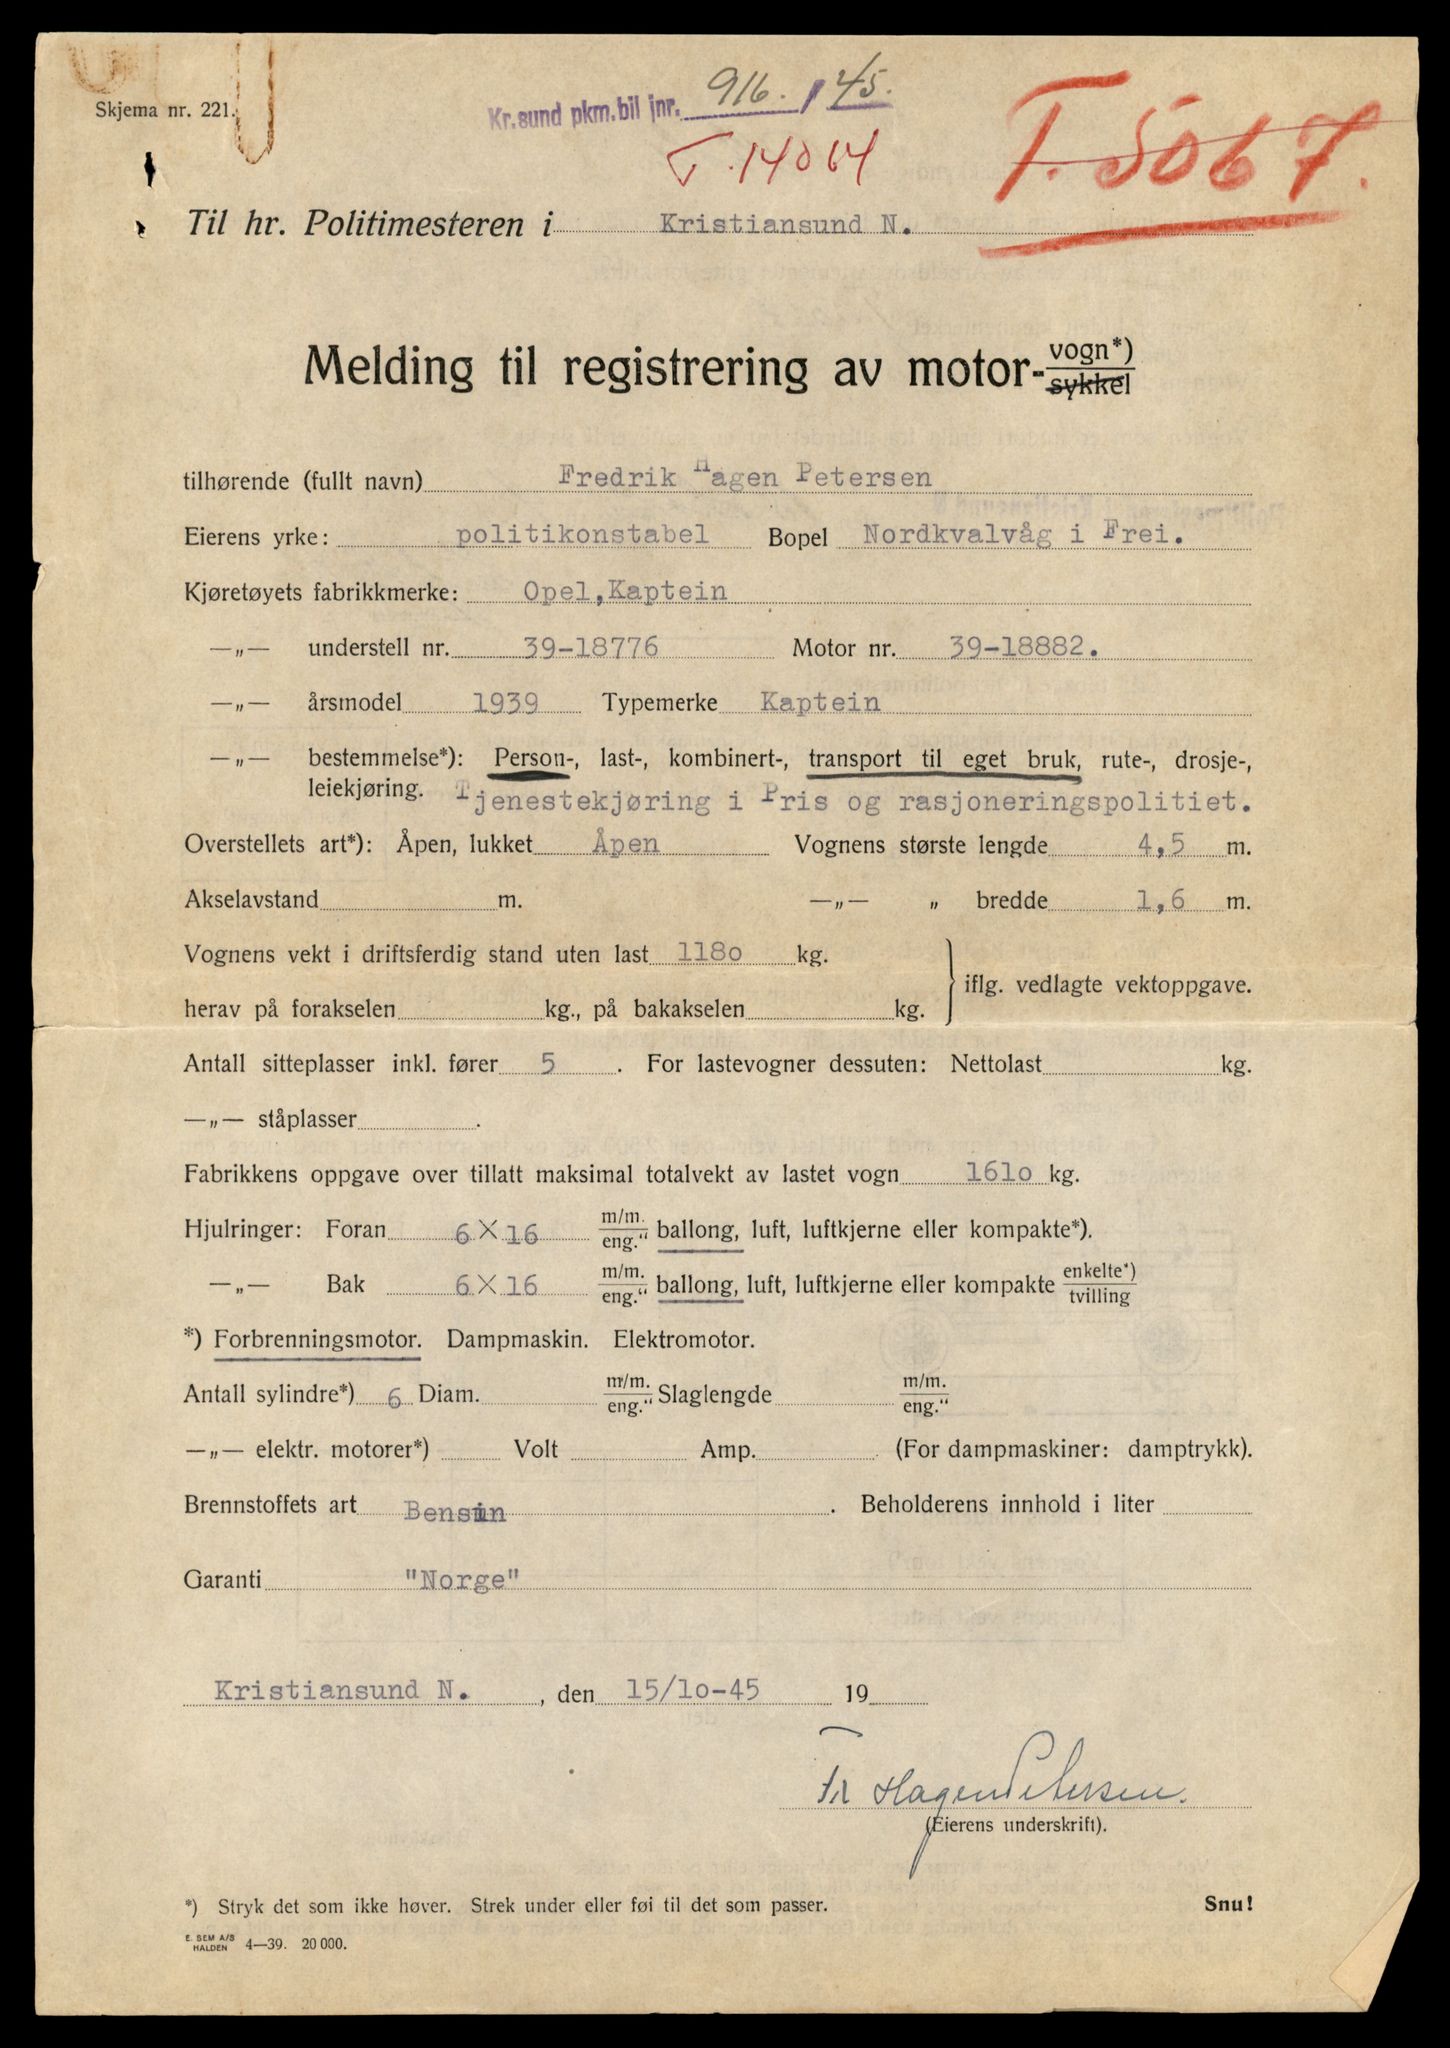 Skjema nr. 221.
Kr.sund pkm.bil jnr. 916. / 45.
T. 14064
T. 5067.
Til hr. Politimesteren i Kristiansund N.
Melding til registrering av motor- vogn*) sykkel
tilhørende (fullt navn) Fredrik Hagen Petersen
Eierens yrke: politikonstabel Bopel Nordkvalvåg i Frei.
Kjøretøyets fabrikkmerke: Opel, Kaptein
—„— understell nr. 39-18776 Motor nr. 39-18882.
—„— årsmodel 1939 Typemerke Kaptein
—„— bestemmelse*): Person-, last-, kombinert-, transport til eget bruk, rute-, drosje-,
leiekjøring. Tjenestekjøring i Pris og rasjoneringspolitiet.
Overstellets art*): Åpen, lukket Åpen Vognens største lengde 4,5 m.
Akselavstand m. —„— „ bredde 1,6 m.
Vognens vekt i driftsferdig stand uten last 118o kg.
herav på forakselen kg., på bakakselen kg.
iflg. vedlagte vektoppgave.
Antall sitteplasser inkl. fører 5 . For lastevogner dessuten: Nettolast kg.
—„— ståplasser .
Fabrikkens oppgave over tillatt maksimal totalvekt av lastet vogn 161o kg.
Hjulringer: Foran 6 X 16 m/m. eng.“ ballong, luft, luftkjerne eller kompakte*).
—„— Bak 6 X 16 m/m. eng.“ ballong, luft, luftkjerne eller kompakte enkelte*) tvilling
*) Forbrenningsmotor. Dampmaskin. Elektromotor.
Antall sylindre*) 6 Diam. m/m. eng.“ Slaglengde m/m. eng.“
—„— elektr. motorer*) Volt Amp. (For dampmaskiner: damptrykk).
Brennstoffets art Bensin . Beholderens innhold i liter
Garanti "Norge"
Kristiansund N. , den 15/1o-45 19
Fr Hagen Petersen.
(Eierens underskrift).
*) Stryk det som ikke høver. Strek under eller føi til det som passer. Snu!
E. SEM A/S HALDEN 4—39. 20 000.